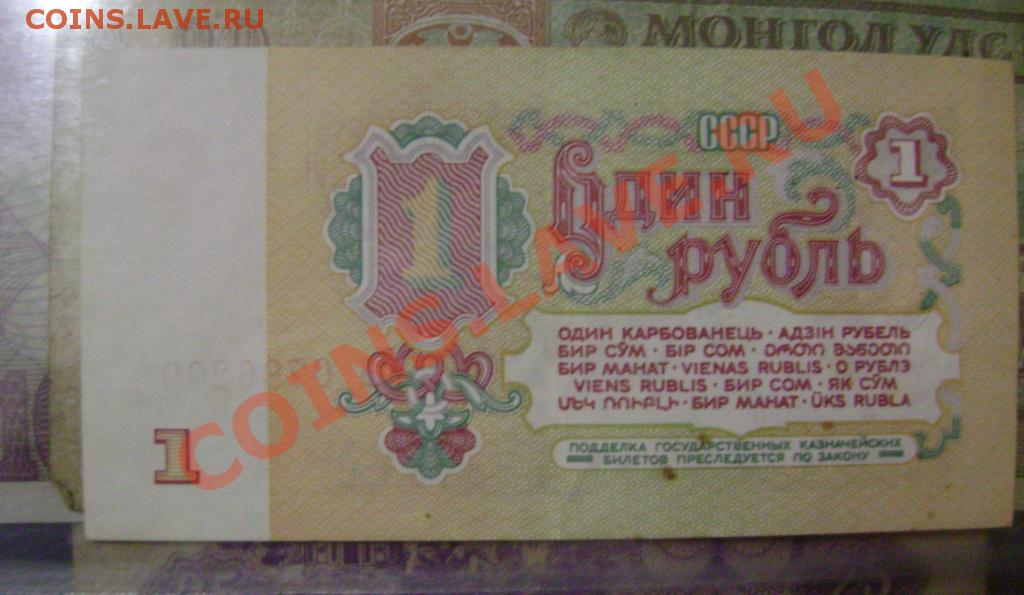 COINS.LAVE.RU
МОНГОЛ УЛС
СССР
1
1
Один
рубль
ОДИН КАРБОВАНЕЦЬ · АДЗІН РУБЕЛЬ
БИР СЎМ · БІР СОМ · ᲔᲠᲗᲘ ᲛᲐᲜᲔᲗᲘ
БИР МАНАТ · VIENAS RUBLIS · О РУБЛЭ
VIENS RUBLIS · БИР СОМ · ЯК СЎМ
ՄԵԿ ՌՈՒԲԼԻ · БИР МАНАТ · ÜKS RUBLA
ПОДДЕЛКА ГОСУДАРСТВЕННЫХ КАЗНАЧЕЙСКИХ
БИЛЕТОВ ПРЕСЛЕДУЕТСЯ ПО ЗАКОНУ
1
COINS.LAVE.RU